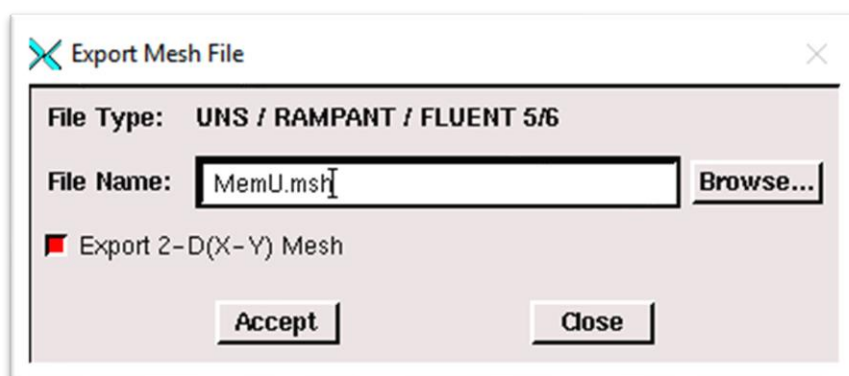 Export Mesh File
File Type: UNS / RAMPANT / FLUENT 5/6
File Name: MemU.msh Browse...
Export 2-D(X-Y) Mesh
Accept Close